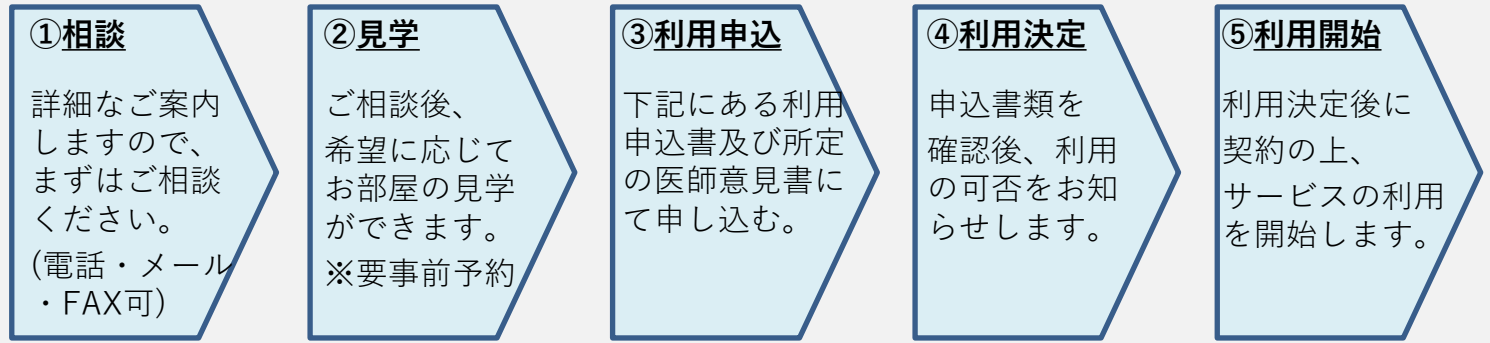 ①相談
詳細なご案内
しますので、
まずはご相談
ください。
(電話・メール
・FAX可)
②見学
ご相談後、
希望に応じて
お部屋の見学
ができます。
※要事前予約
③利用申込
下記にある利用
申込書及び所定
の医師意見書に
て申し込む。
④利用決定
申込書類を
確認後、利用
の可否をお知
らせします。
⑤利用開始
利用決定後に
契約の上、
サービスの利用
を開始します。